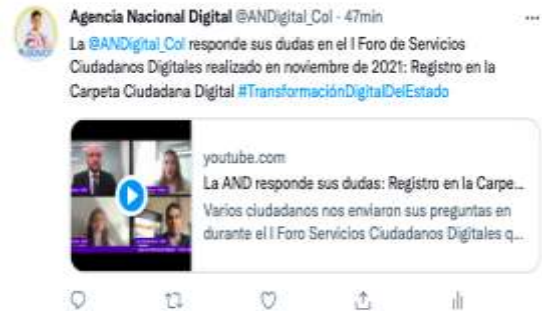 Agencia Nacional Digital @ANDigital_Col · 47min
La @ANDigital_Col responde sus dudas en el I Foro de Servicios
Ciudadanos Digitales realizado en noviembre de 2021: Registro en la
Carpeta Ciudadana Digital #TransformaciónDigitalDelEstado
youtube.com
La AND responde sus dudas: Registro en la Carpe...
Varios ciudadanos nos enviaron sus preguntas en
durante el I Foro Servicios Ciudadanos Digitales q...